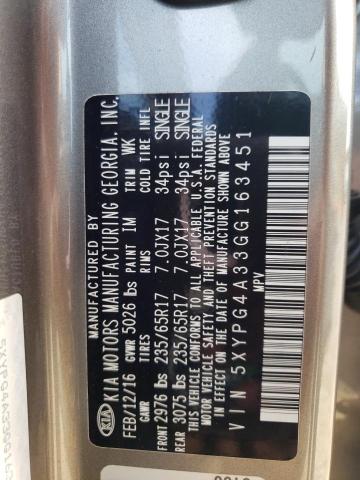 MANUFACTURED BY
KIA KIA MOTORS MANUFACTURING GEORGIA, INC.
FEB/12/16 GVWR 5026 lbs PAINT IM TRIM WK
GAWR TIRES RIMS COLD TIRE INFL
FRONT 2976 lbs 235/65R17 7.0JX17 34psi SINGLE
REAR 3075 lbs 235/65R17 7.0JX17 34psi SINGLE
THIS VEHICLE CONFORMS TO ALL APPLICABLE U.S.A. FEDERAL
MOTOR VEHICLE SAFETY AND THEFT PREVENTION STANDARDS
IN EFFECT ON THE DATE OF MANUFACTURE SHOWN ABOVE
VIN 5XYPG4A33GG163451
MPV